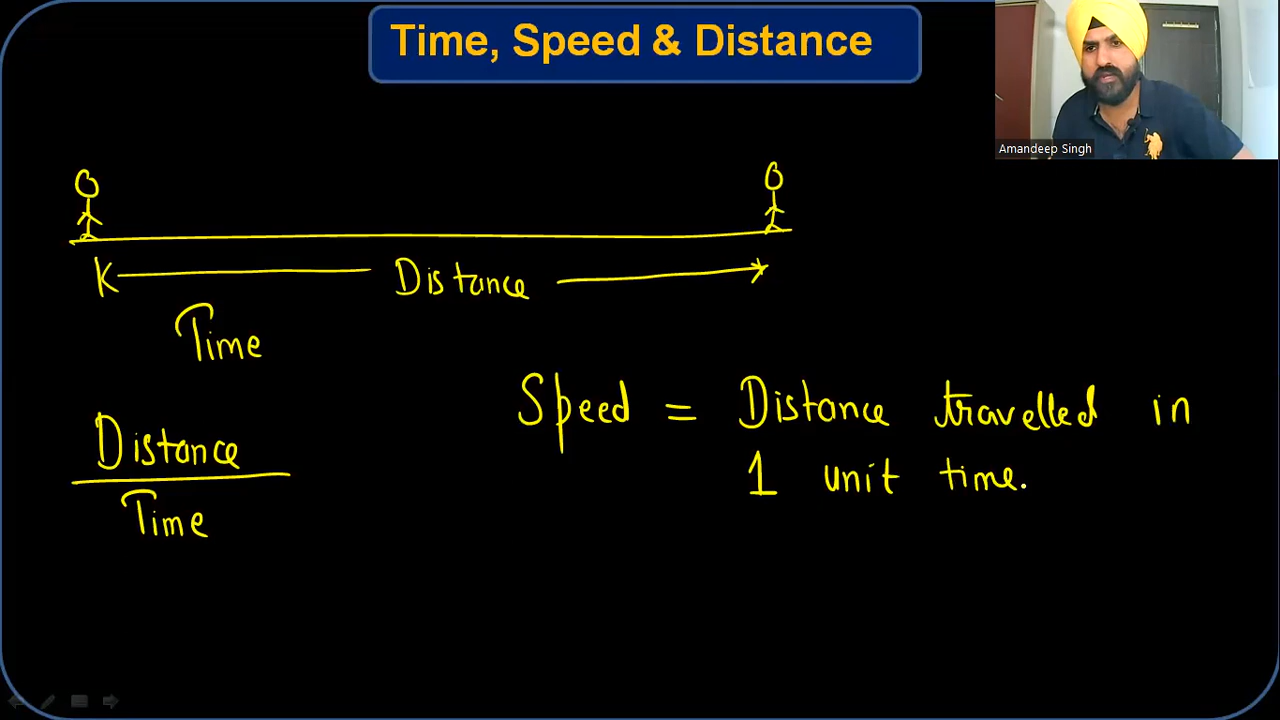 Time, Speed & Distance
Amandeep Singh
Distance
Time
Speed = Distance travelled in
1 unit time.
Distance
Time